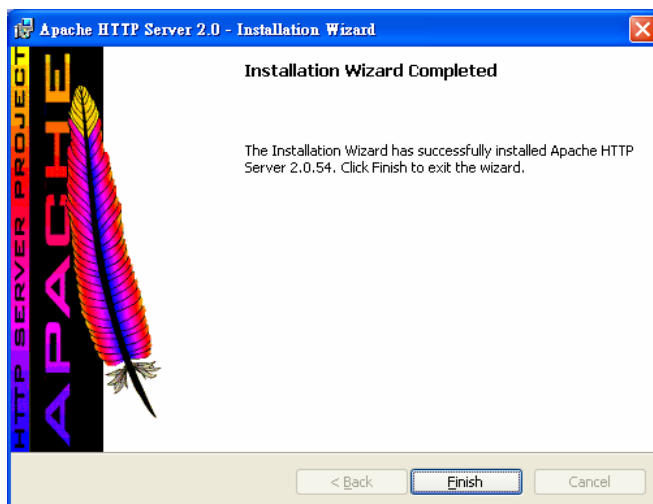 Apache HTTP Server 2.0 - Installation Wizard
HTTP SERVER PROJECT
APACHE
Installation Wizard Completed
The Installation Wizard has successfully installed Apache HTTP
Server 2.0.54. Click Finish to exit the wizard.
< Back
Finish
Cancel